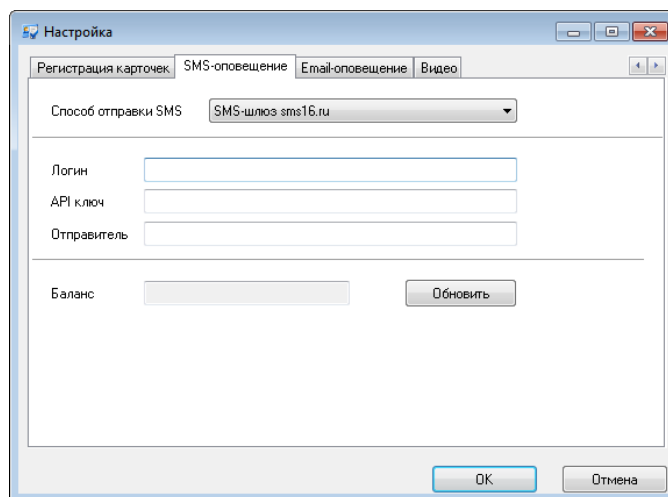 Настройка
Регистрация карточек SMS-оповещение Email-оповещение Видео
Способ отправки SMS SMS-шлюз sms16.ru
Логин
API ключ
Отправитель
Баланс Обновить
OK Отмена